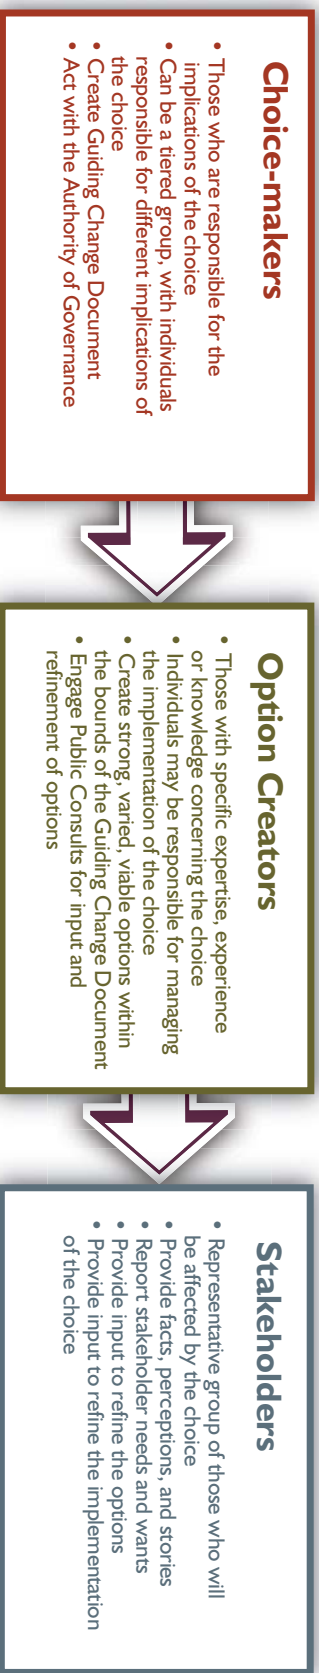 Choice-makers
• Those who are responsible for the
implications of the choice
• Can be a tiered group, with individuals
responsible for different implications of
the choice
• Create Guiding Change Document
• Act with the Authority of Governance
Option Creators
• Those with specific expertise, experience
or knowledge concerning the choice
• Individuals may be responsible for managing
the implementation of the choice
• Create strong, varied, viable options within
the bounds of the Guiding Change Document
• Engage Public Consults for input and
refinement of options
Stakeholders
• Representative group of those who will
be affected by the choice
• Provide facts, perceptions, and stories
• Report stakeholder needs and wants
• Provide input to refine the options
• Provide input to refine the implementation
of the choice